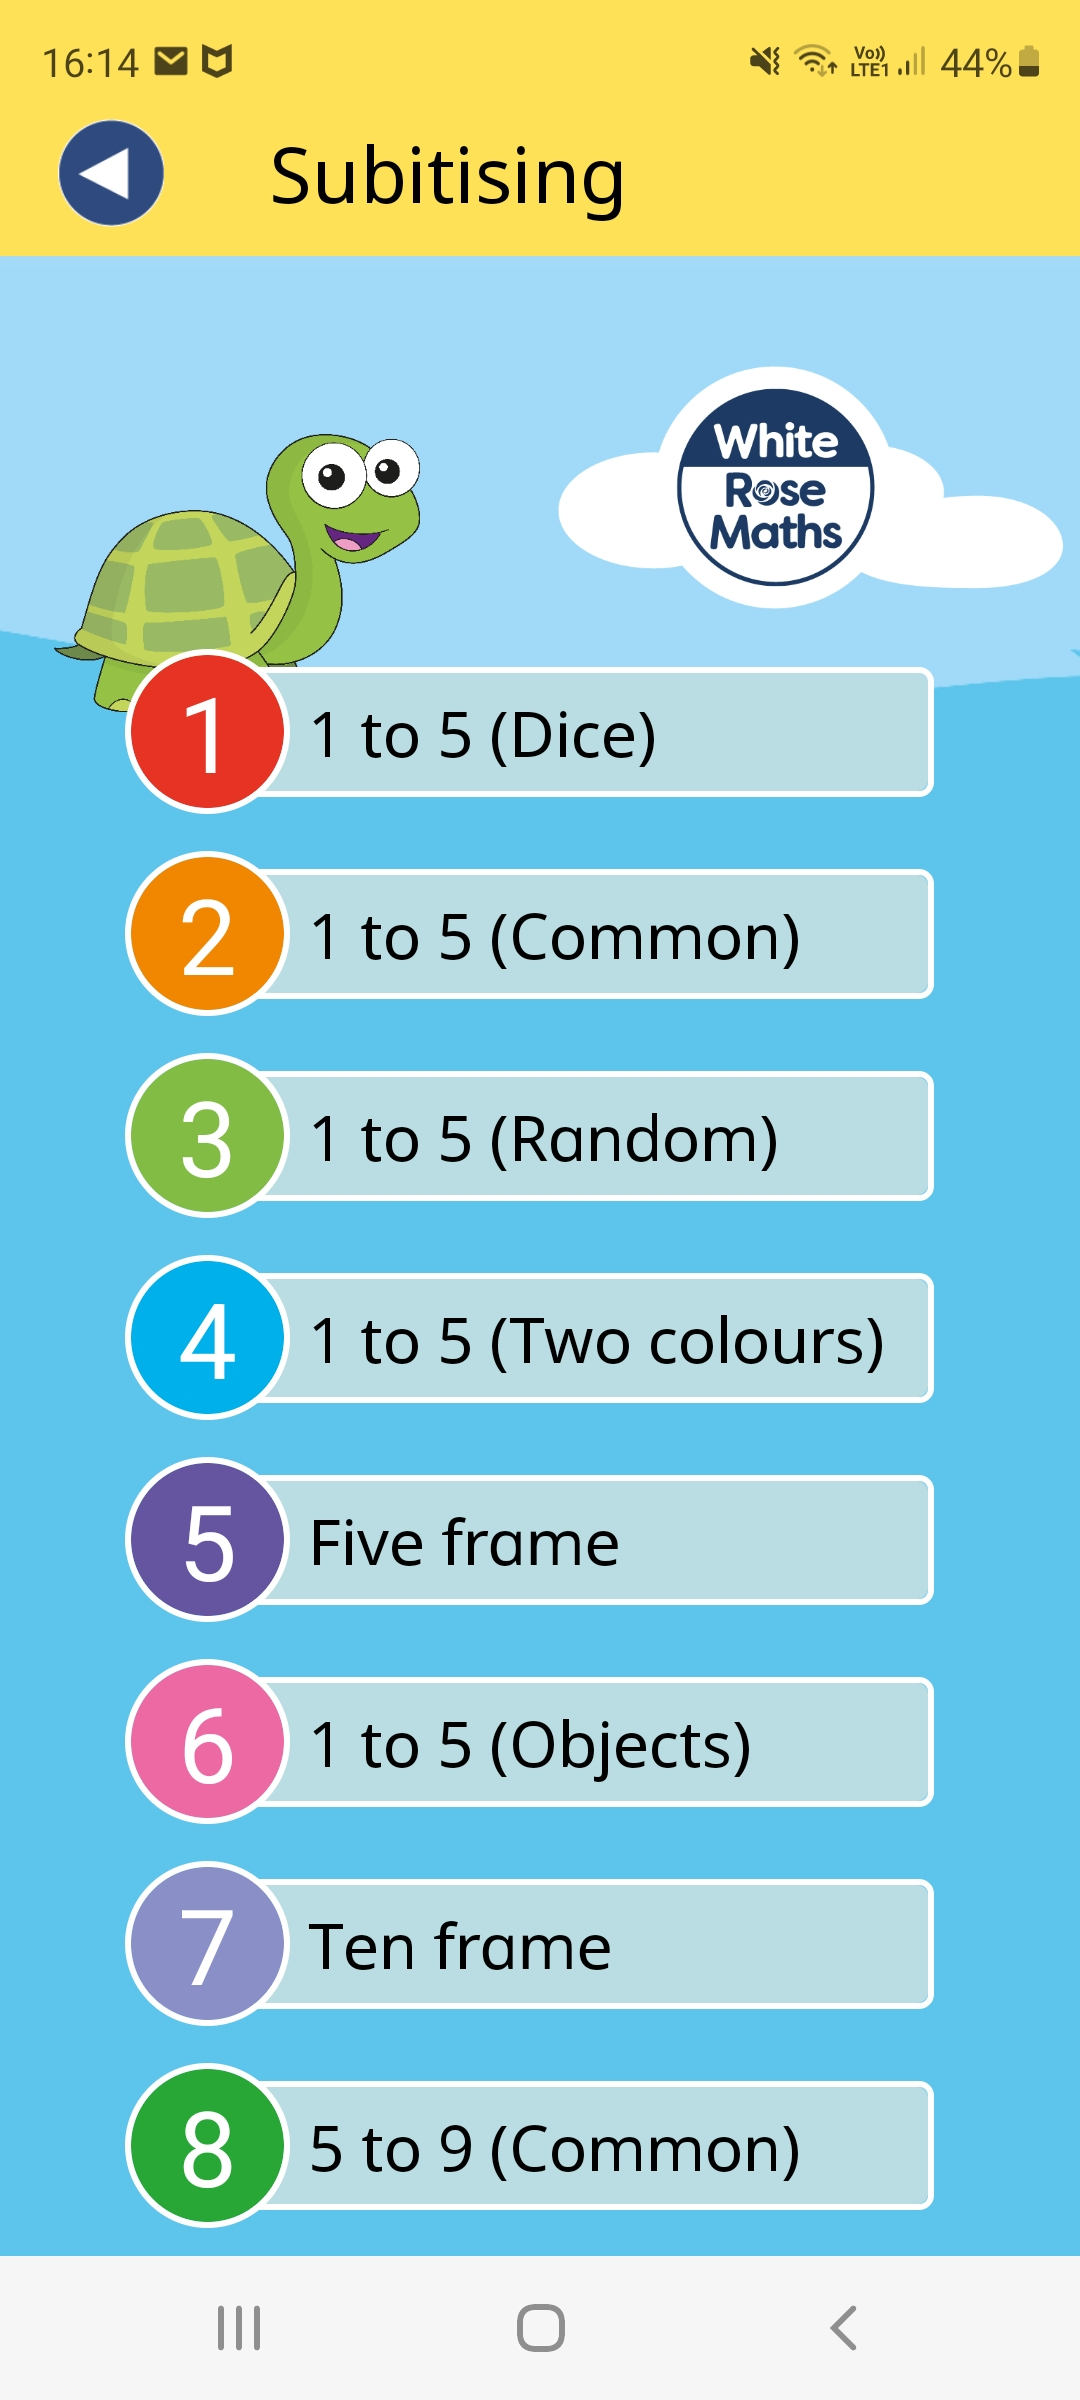 16:14 Vo)) LTE1 44%
Subitising
White
Rose
Maths
1 1 to 5 (Dice)
2 1 to 5 (Common)
3 1 to 5 (Random)
4 1 to 5 (Two colours)
5 Five frame
6 1 to 5 (Objects)
7 Ten frame
8 5 to 9 (Common)